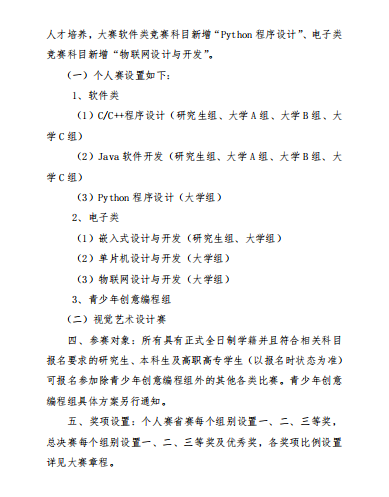 人才培养，大赛软件类竞赛科目新增“Python 程序设计”、电子类
竞赛科目新增“物联网设计与开发”。
（一）个人赛设置如下：
1、软件类
（1）C/C++程序设计（研究生组、大学 A 组、大学 B 组、大
学 C 组）
（2）Java 软件开发（研究生组、大学 A 组、大学 B 组、大
学 C 组）
（3）Python 程序设计（大学组）
2、电子类
（1）嵌入式设计与开发（研究生组、大学组）
（2）单片机设计与开发（大学组）
（3）物联网设计与开发（大学组）
3、青少年创意编程组
（二）视觉艺术设计赛
四、参赛对象：所有具有正式全日制学籍并且符合相关科目
报名要求的研究生、本科生及高职高专学生（以报名时状态为准）
可报名参加除青少年创意编程组外的其他各类比赛。青少年创意
编程组具体方案另行通知。
五、奖项设置：个人赛省赛每个组别设置一、二、三等奖，
总决赛每个组别设置一、二、三等奖及优秀奖，各奖项比例设置
详见大赛章程。